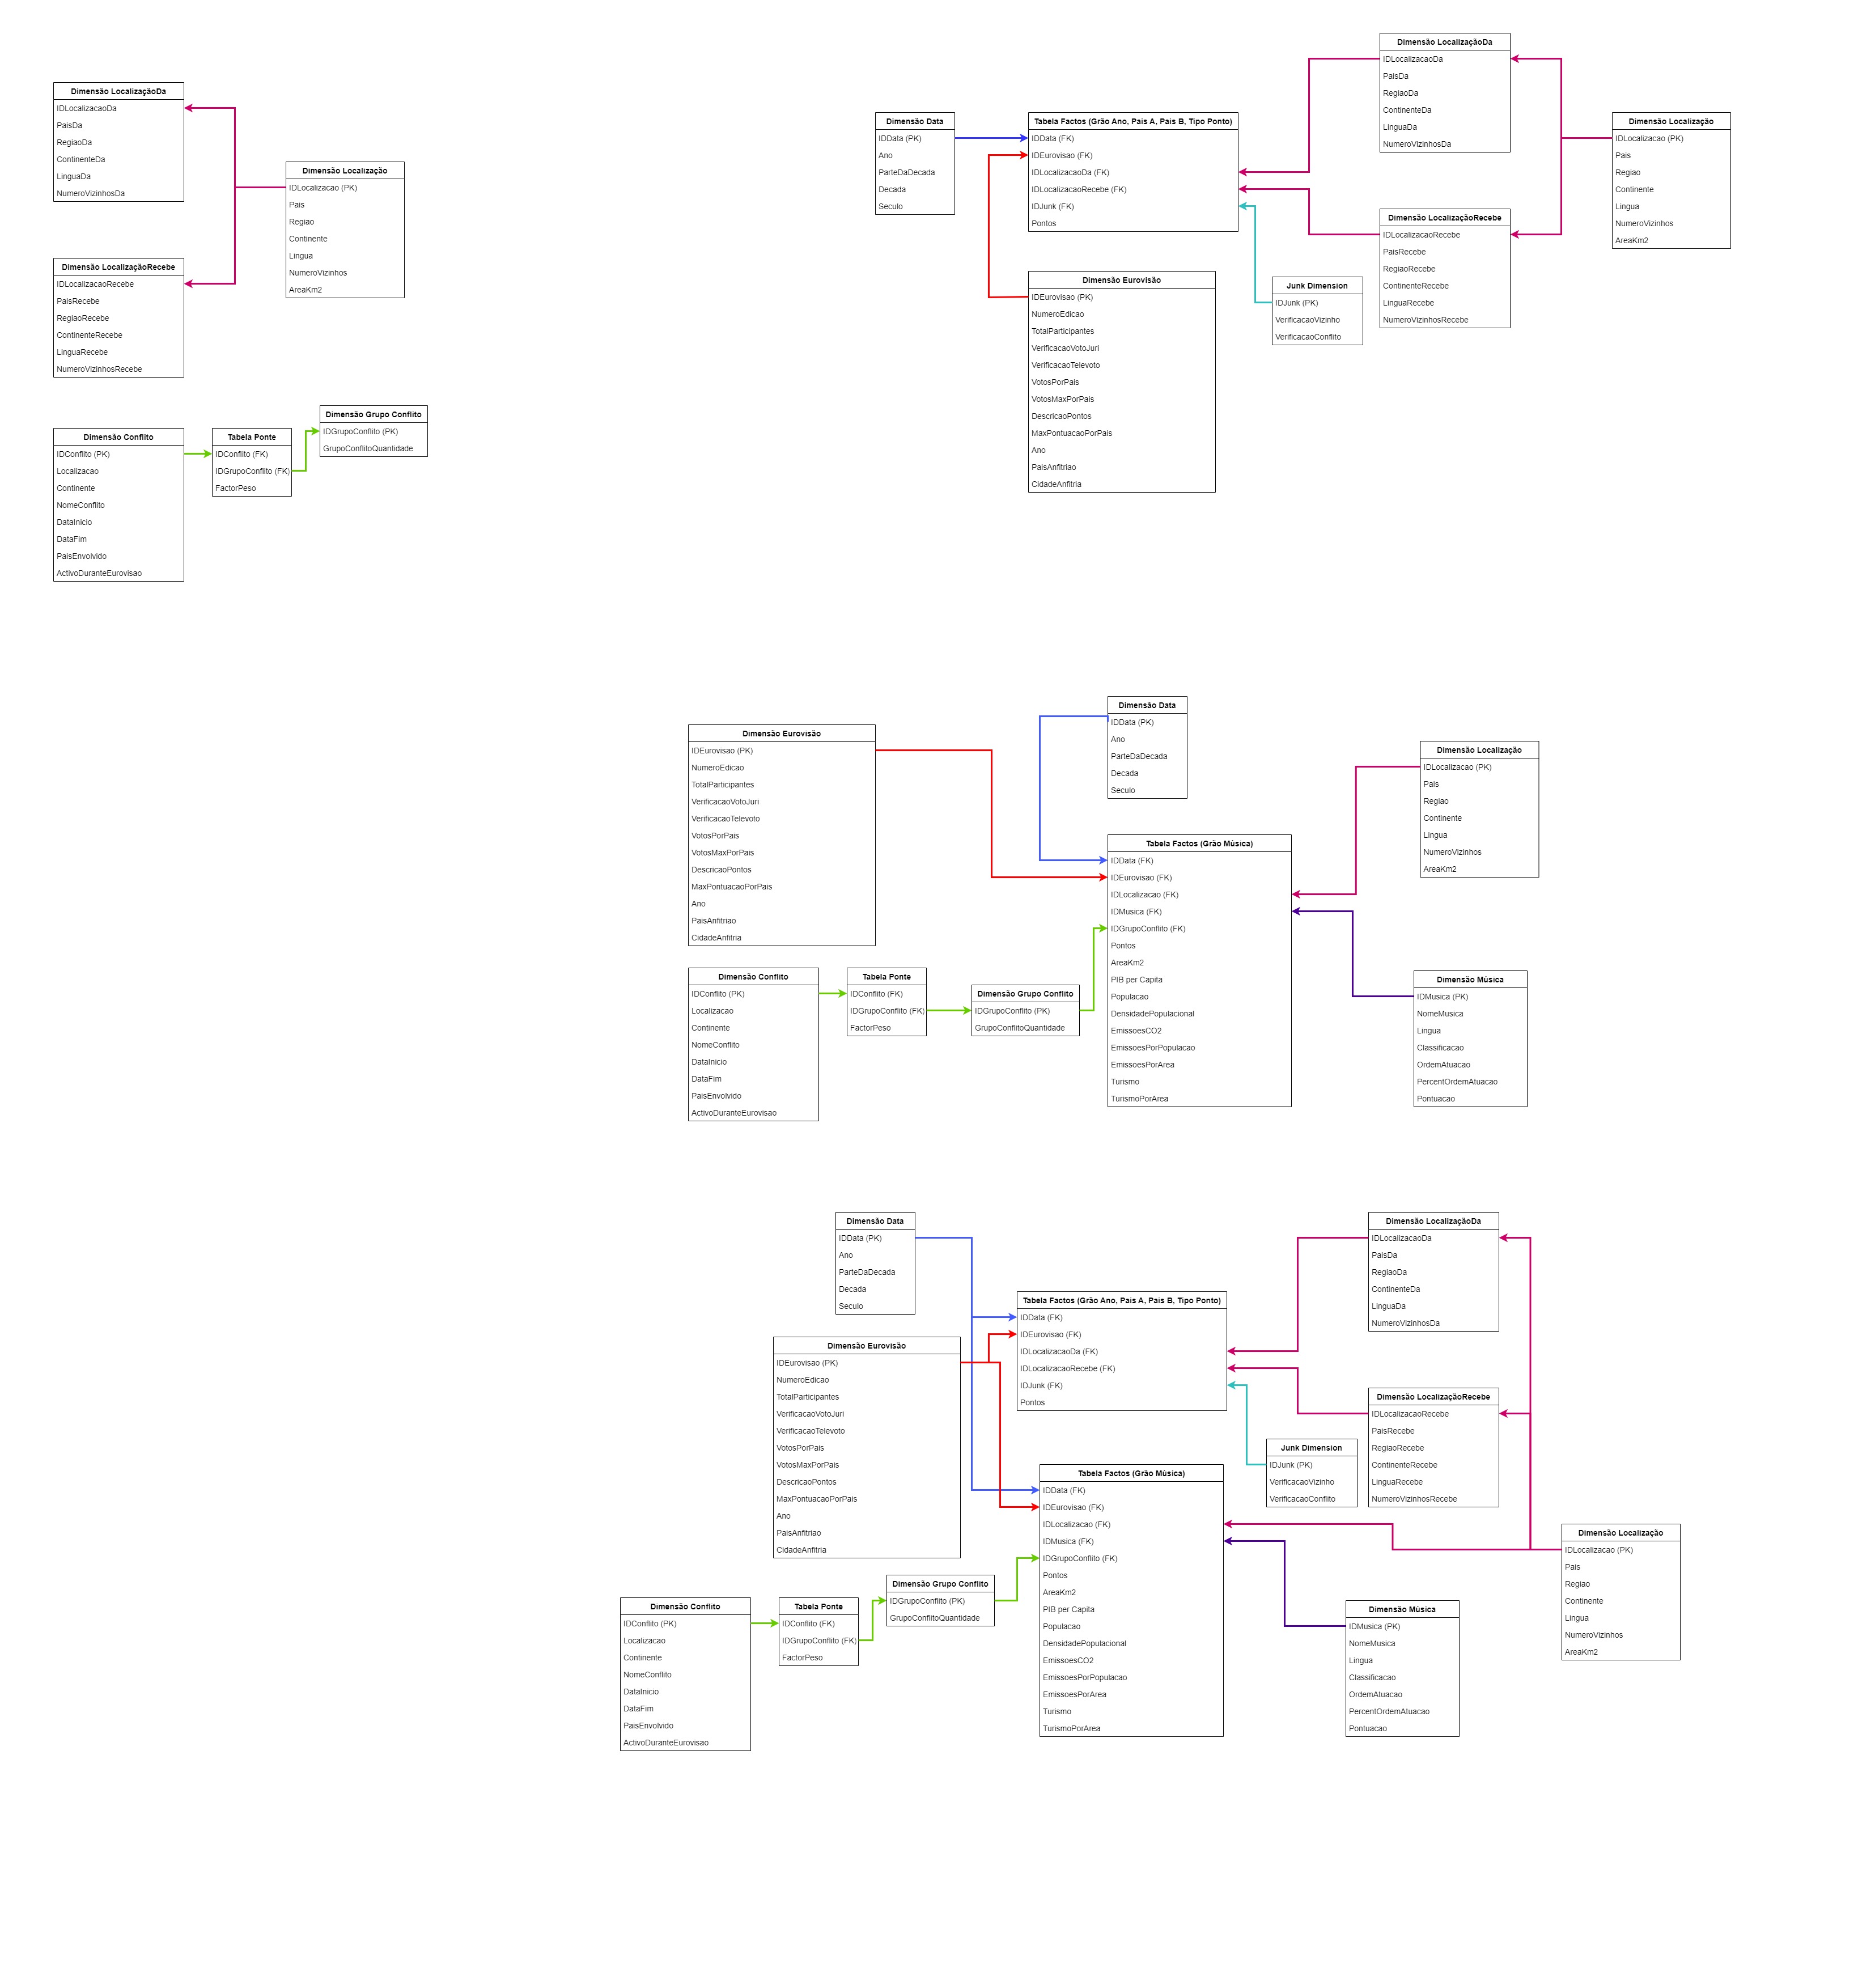 Dimensão LocalizaçãoDa
IDLocalizacaoDa
PaisDa
RegiaoDa
ContinenteDa
LinguaDa
NumeroVizinhosDa
Dimensão Localização
IDLocalizacao (PK)
Pais
Regiao
Continente
Lingua
NumeroVizinhos
AreaKm2
Dimensão LocalizaçãoRecebe
IDLocalizacaoRecebe
PaisRecebe
RegiaoRecebe
ContinenteRecebe
LinguaRecebe
NumeroVizinhosRecebe
Dimensão Conflito
IDConflito (PK)
Localizacao
Continente
NomeConflito
DataInicio
DataFim
PaisEnvolvido
ActivoDuranteEurovisao
Tabela Ponte
IDConflito (FK)
IDGrupoConflito (FK)
FactorPeso
Dimensão Grupo Conflito
IDGrupoConflito (PK)
GrupoConflitoQuantidade
Dimensão Data
IDData (PK)
Ano
ParteDaDecada
Decada
Seculo
Tabela Factos (Grão Ano, Pais A, Pais B, Tipo Ponto)
IDData (FK)
IDEurovisao (FK)
IDLocalizacaoDa (FK)
IDLocalizacaoRecebe (FK)
IDJunk (FK)
Pontos
Dimensão Eurovisão
IDEurovisao (PK)
NumeroEdicao
TotalParticipantes
VerificacaoVotoJuri
VerificacaoTelevoto
VotosPorPais
VotosMaxPorPais
DescricaoPontos
MaxPontuacaoPorPais
Ano
PaisAnfitriao
CidadeAnfitria
Junk Dimension
IDJunk (PK)
VerificacaoVizinho
VerificacaoConflito
Dimensão LocalizaçãoDa
IDLocalizacaoDa
PaisDa
RegiaoDa
ContinenteDa
LinguaDa
NumeroVizinhosDa
Dimensão LocalizaçãoRecebe
IDLocalizacaoRecebe
PaisRecebe
RegiaoRecebe
ContinenteRecebe
LinguaRecebe
NumeroVizinhosRecebe
Dimensão Localização
IDLocalizacao (PK)
Pais
Regiao
Continente
Lingua
NumeroVizinhos
AreaKm2
Dimensão Eurovisão
IDEurovisao (PK)
NumeroEdicao
TotalParticipantes
VerificacaoVotoJuri
VerificacaoTelevoto
VotosPorPais
VotosMaxPorPais
DescricaoPontos
MaxPontuacaoPorPais
Ano
PaisAnfitriao
CidadeAnfitria
Dimensão Data
IDData (PK)
Ano
ParteDaDecada
Decada
Seculo
Dimensão Localização
IDLocalizacao (PK)
Pais
Regiao
Continente
Lingua
NumeroVizinhos
AreaKm2
Tabela Factos (Grão Música)
IDData (FK)
IDEurovisao (FK)
IDLocalizacao (FK)
IDMusica (FK)
IDGrupoConflito (FK)
Pontos
AreaKm2
PIB per Capita
Populacao
DensidadePopulacional
EmissoesCO2
EmissoesPorPopulacao
EmissoesPorArea
Turismo
TurismoPorArea
Dimensão Conflito
IDConflito (PK)
Localizacao
Continente
NomeConflito
DataInicio
DataFim
PaisEnvolvido
ActivoDuranteEurovisao
Tabela Ponte
IDConflito (FK)
IDGrupoConflito (FK)
FactorPeso
Dimensão Grupo Conflito
IDGrupoConflito (PK)
GrupoConflitoQuantidade
Dimensão Música
IDMusica (PK)
NomeMusica
Lingua
Classificacao
OrdemAtuacao
PercentOrdemAtuacao
Pontuacao
Dimensão Data
IDData (PK)
Ano
ParteDaDecada
Decada
Seculo
Dimensão LocalizaçãoDa
IDLocalizacaoDa
PaisDa
RegiaoDa
ContinenteDa
LinguaDa
NumeroVizinhosDa
Tabela Factos (Grão Ano, Pais A, Pais B, Tipo Ponto)
IDData (FK)
IDEurovisao (FK)
IDLocalizacaoDa (FK)
IDLocalizacaoRecebe (FK)
IDJunk (FK)
Pontos
Dimensão Eurovisão
IDEurovisao (PK)
NumeroEdicao
TotalParticipantes
VerificacaoVotoJuri
VerificacaoTelevoto
VotosPorPais
VotosMaxPorPais
DescricaoPontos
MaxPontuacaoPorPais
Ano
PaisAnfitriao
CidadeAnfitria
Dimensão LocalizaçãoRecebe
IDLocalizacaoRecebe
PaisRecebe
RegiaoRecebe
ContinenteRecebe
LinguaRecebe
NumeroVizinhosRecebe
Junk Dimension
IDJunk (PK)
VerificacaoVizinho
VerificacaoConflito
Tabela Factos (Grão Música)
IDData (FK)
IDEurovisao (FK)
IDLocalizacao (FK)
IDMusica (FK)
IDGrupoConflito (FK)
Pontos
AreaKm2
PIB per Capita
Populacao
DensidadePopulacional
EmissoesCO2
EmissoesPorPopulacao
EmissoesPorArea
Turismo
TurismoPorArea
Dimensão Localização
IDLocalizacao (PK)
Pais
Regiao
Continente
Lingua
NumeroVizinhos
AreaKm2
Dimensão Conflito
IDConflito (PK)
Localizacao
Continente
NomeConflito
DataInicio
DataFim
PaisEnvolvido
ActivoDuranteEurovisao
Tabela Ponte
IDConflito (FK)
IDGrupoConflito (FK)
FactorPeso
Dimensão Grupo Conflito
IDGrupoConflito (PK)
GrupoConflitoQuantidade
Dimensão Música
IDMusica (PK)
NomeMusica
Lingua
Classificacao
OrdemAtuacao
PercentOrdemAtuacao
Pontuacao